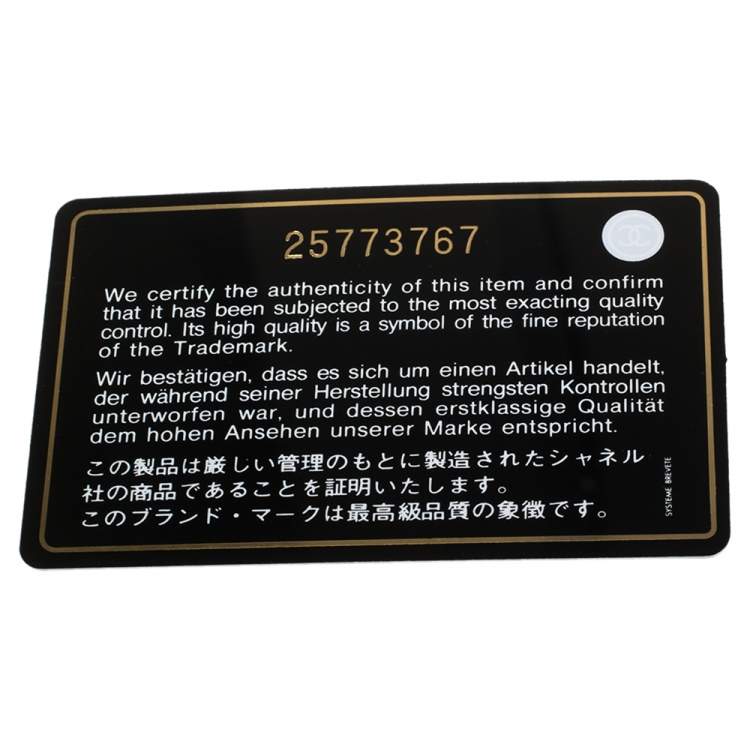 25773767
We certify the authenticity of this item and confirm
that it has been subjected to the most exacting quality
control. Its high quality is a symbol of the fine reputation
of the Trademark.
Wir bestätigen, dass es sich um einen Artikel handelt,
der während seiner Herstellung strengsten Kontrollen
unterworfen war, und dessen erstklassige Qualität
dem hohen Ansehen unserer Marke entspricht.
この製品は厳しい管理のもとに製造されたシャネル
社の商品であることを証明いたします。
このブランド・マークは最高級品質の象徴です。
SYSTEME BREVETE